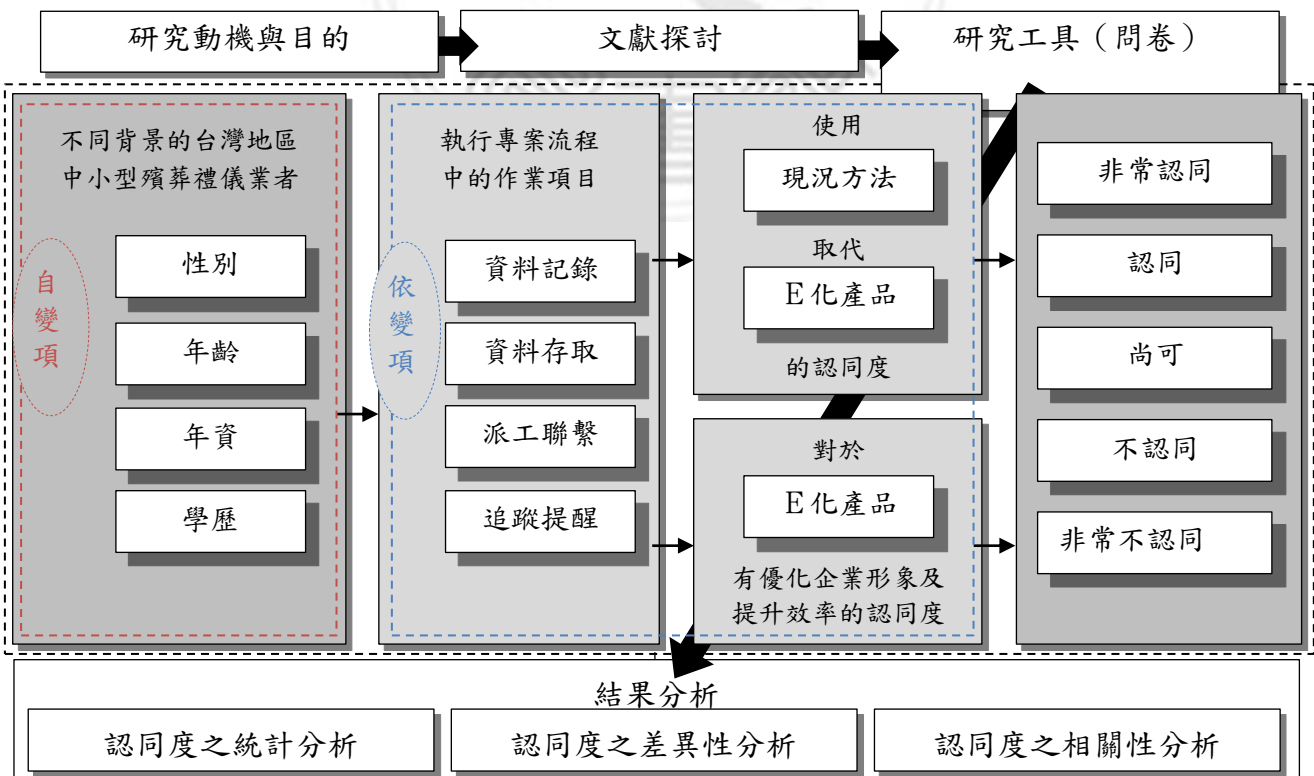 研究動機與目的
文獻探討
研究工具（問卷）
不同背景的台灣地區
中小型殯葬禮儀業者
自變項
性別
年齡
年資
學歷
執行專案流程
中的作業項目
依變項
資料記錄
資料存取
派工聯繫
追蹤提醒
使用
現況方法
取代
E化產品
的認同度
對於
E化產品
有優化企業形象及
提升效率的認同度
非常認同
認同
尚可
不認同
非常不認同
結果分析
認同度之統計分析
認同度之差異性分析
認同度之相關性分析